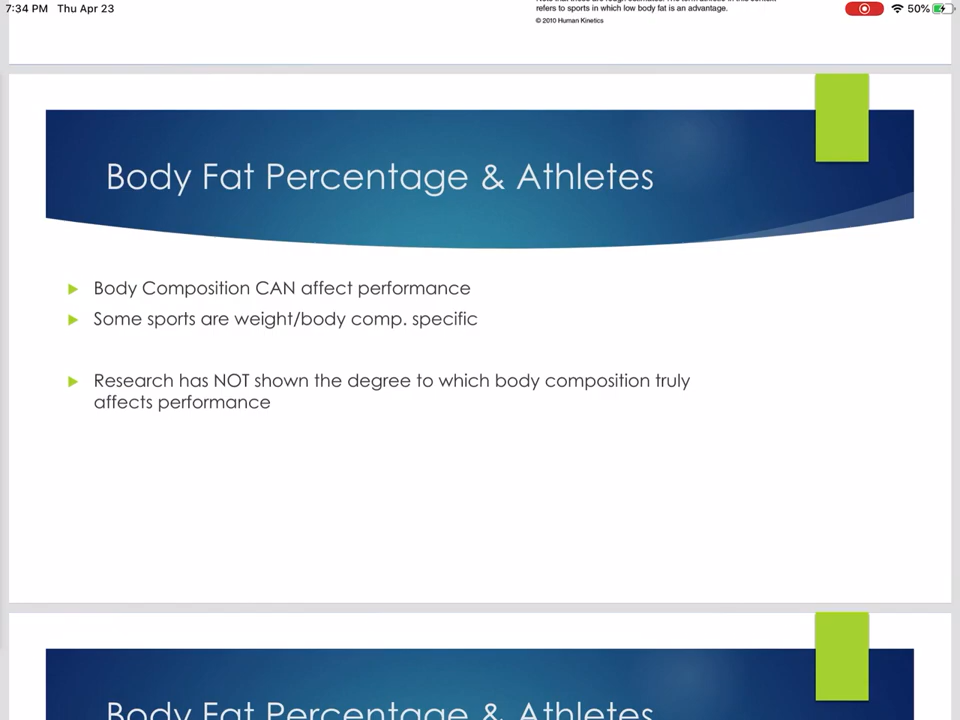 7:34 PM Thu Apr 23
50%
refers to sports in which low body fat is an advantage.
© 2010 Human Kinetics
Body Fat Percentage & Athletes
Body Composition CAN affect performance
Some sports are weight/body comp. specific
Research has NOT shown the degree to which body composition truly
affects performance
Body Fat Percentage & Athletes